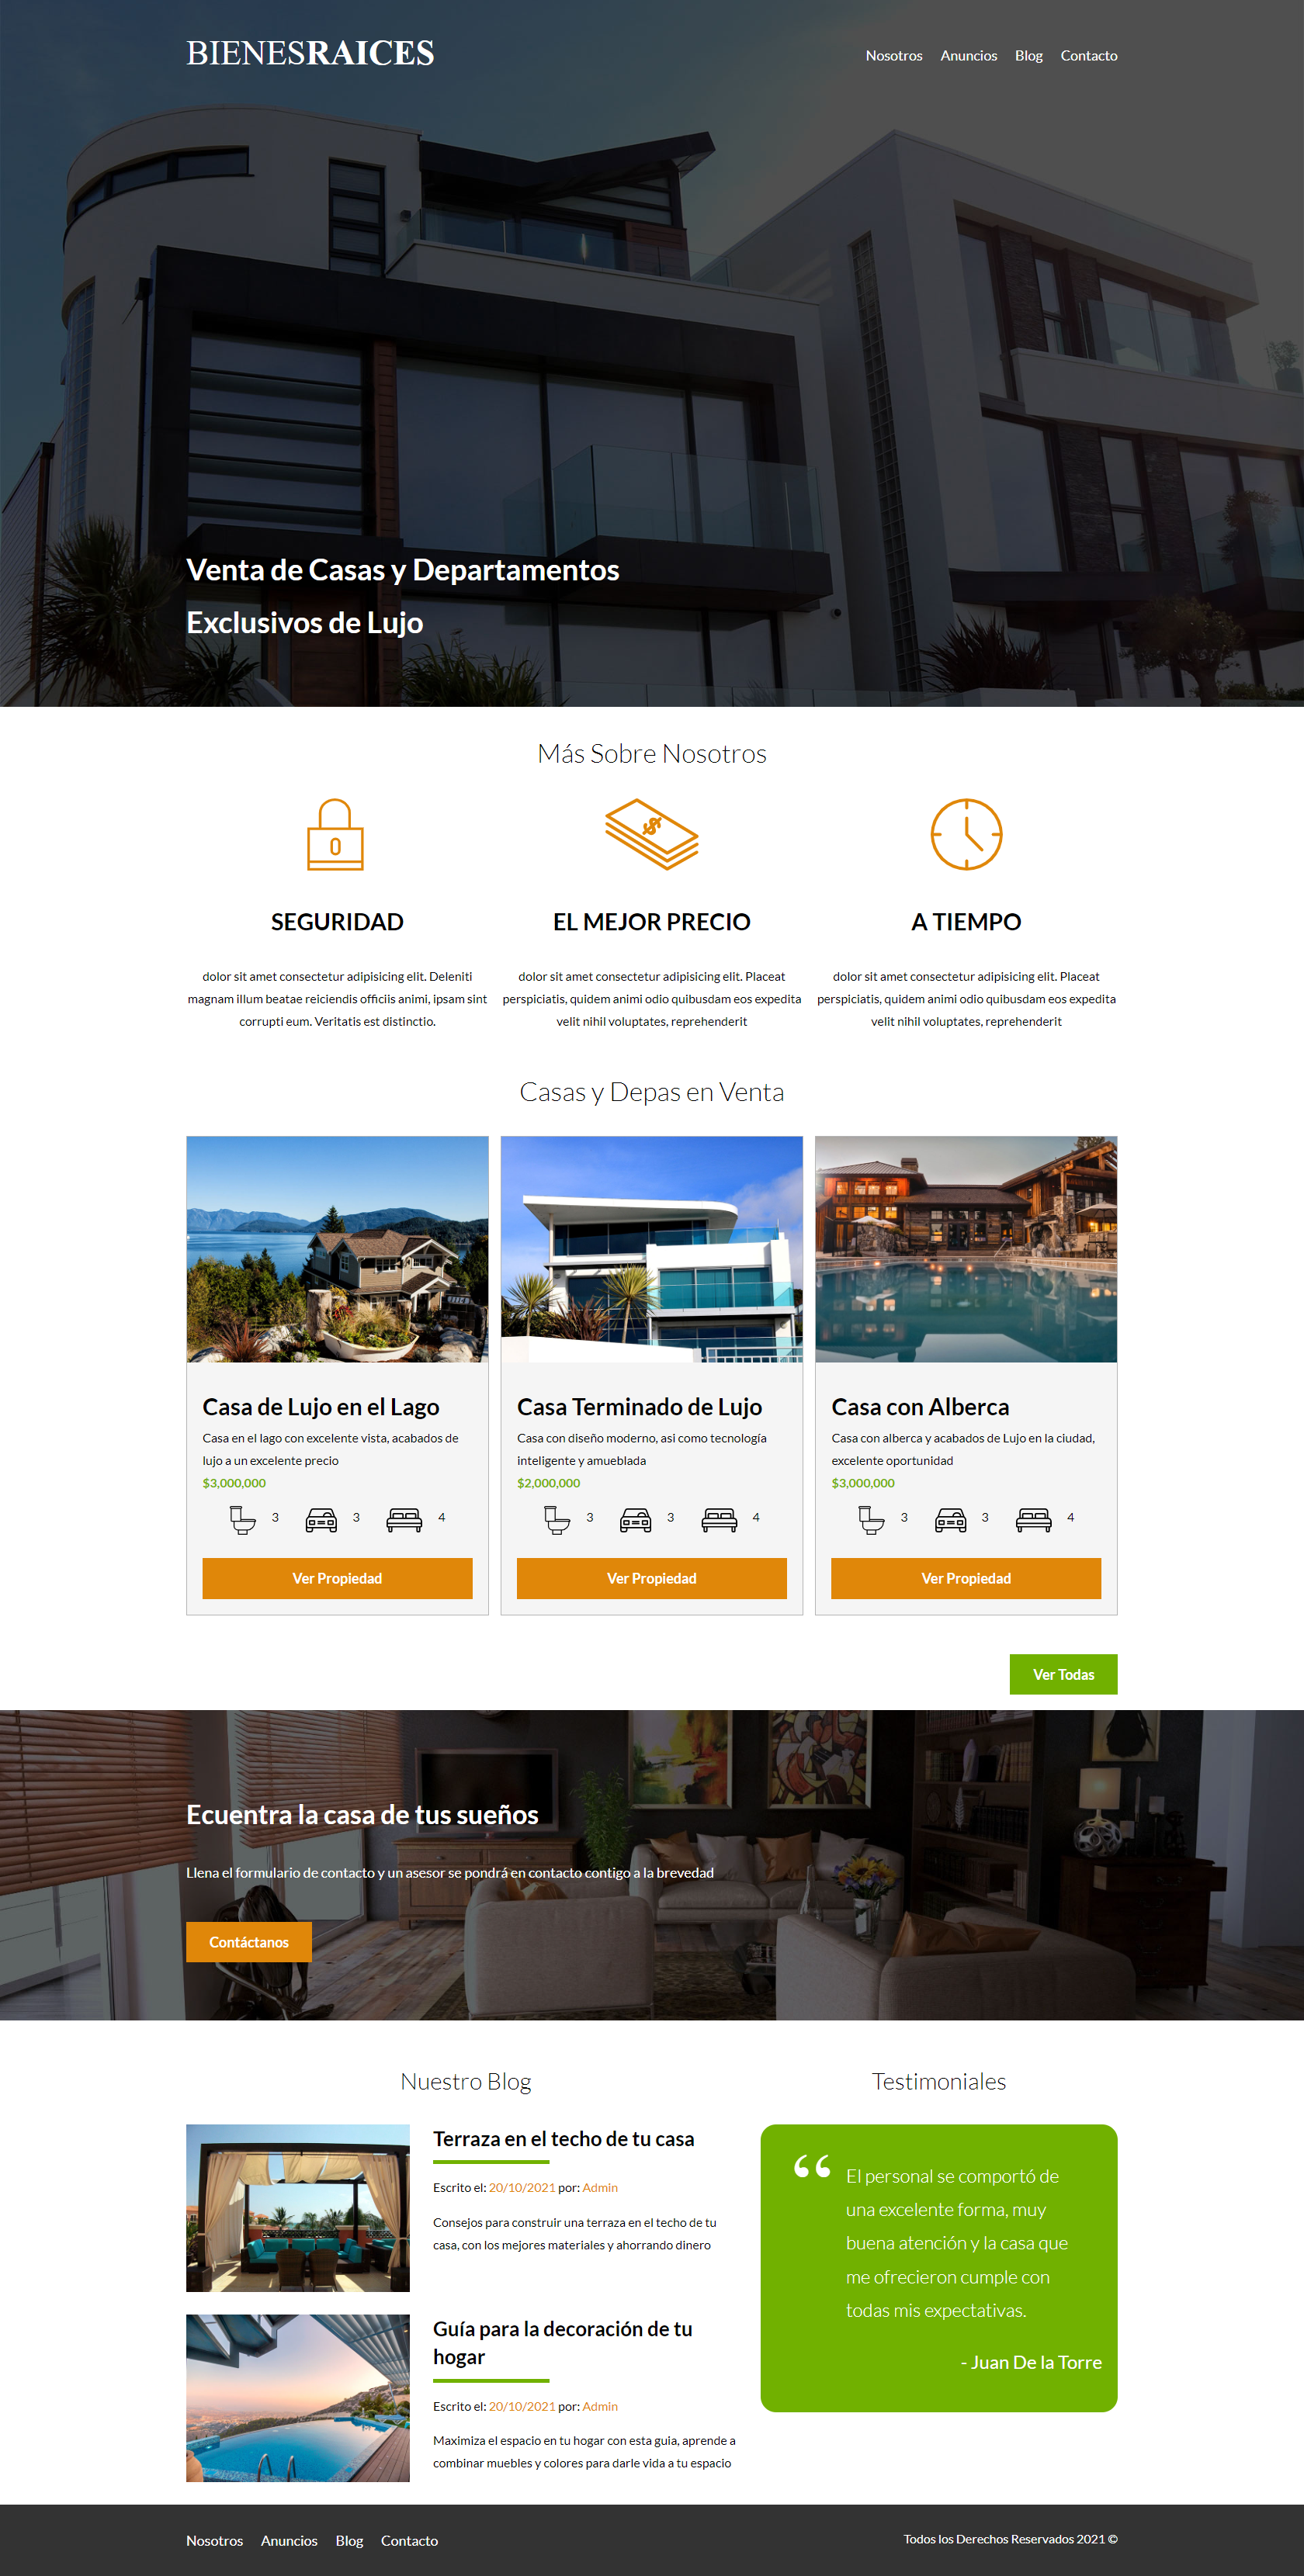 BIENESRAICES
Nosotros Anuncios Blog Contacto
Venta de Casas y Departamentos
Exclusivos de Lujo
Más Sobre Nosotros
SEGURIDAD
dolor sit amet consectetur adipisicing elit. Deleniti
magnam illum beatae reiciendis officiis animi, ipsam sint
corrupti eum. Veritatis est distinctio.
$
EL MEJOR PRECIO
dolor sit amet consectetur adipisicing elit. Placeat
perspiciatis, quidem animi odio quibusdam eos expedita
velit nihil voluptates, reprehenderit
A TIEMPO
dolor sit amet consectetur adipisicing elit. Placeat
perspiciatis, quidem animi odio quibusdam eos expedita
velit nihil voluptates, reprehenderit
Casas y Depas en Venta
Casa de Lujo en el Lago
Casa en el lago con excelente vista, acabados de
lujo a un excelente precio
$3,000,000
3 3 4
Ver Propiedad
Casa Terminado de Lujo
Casa con diseño moderno, asi como tecnología
inteligente y amueblada
$2,000,000
3 3 4
Ver Propiedad
Casa con Alberca
Casa con alberca y acabados de Lujo en la ciudad,
excelente oportunidad
$3,000,000
3 3 4
Ver Propiedad
Ver Todas
Ecuentra la casa de tus sueños
Llena el formulario de contacto y un asesor se pondrá en contacto contigo a la brevedad
Contáctanos
Nuestro Blog
Terraza en el techo de tu casa
Escrito el: 20/10/2021 por: Admin
Consejos para construir una terraza en el techo de tu
casa, con los mejores materiales y ahorrando dinero
Guía para la decoración de tu
hogar
Escrito el: 20/10/2021 por: Admin
Maximiza el espacio en tu hogar con esta guia, aprende a
combinar muebles y colores para darle vida a tu espacio
Testimoniales
“ El personal se comportó de
una excelente forma, muy
buena atención y la casa que
me ofrecieron cumple con
todas mis expectativas.
- Juan De la Torre
Nosotros Anuncios Blog Contacto
Todos los Derechos Reservados 2021 ©